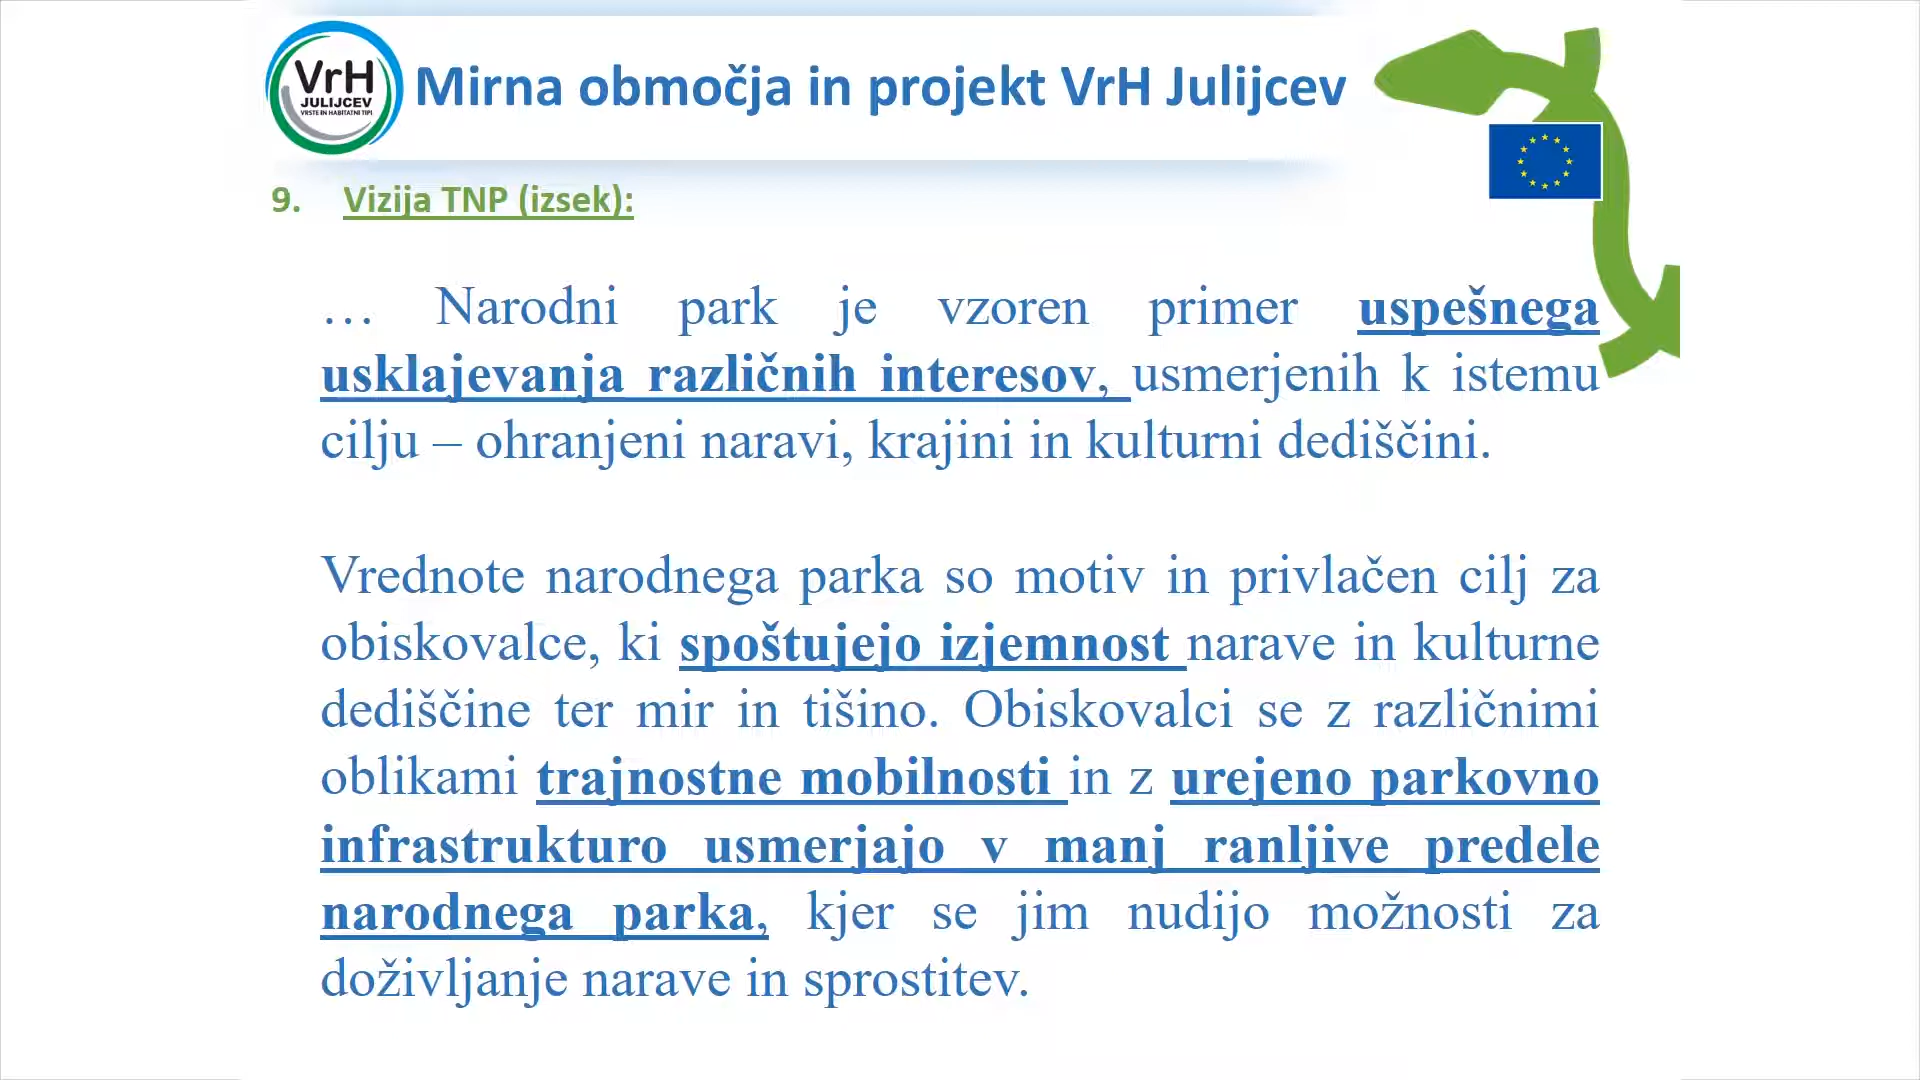 VrH
JULIJCEV
VRSTE IN HABITATNI TIPI
Mirna območja in projekt VrH Julijcev
9. Vizija TNP (izsek):
… Narodni park je vzoren primer uspešnega
usklajevanja različnih interesov, usmerjenih k istemu
cilju – ohranjeni naravi, krajini in kulturni dediščini.
Vrednote narodnega parka so motiv in privlačen cilj za
obiskovalce, ki spoštujejo izjemnost narave in kulturne
dediščine ter mir in tišino. Obiskovalci se z različnimi
oblikami trajnostne mobilnosti in z urejeno parkovno
infrastrukturo usmerjajo v manj ranljive predele
narodnega parka, kjer se jim nudijo možnosti za
doživljanje narave in sprostitev.